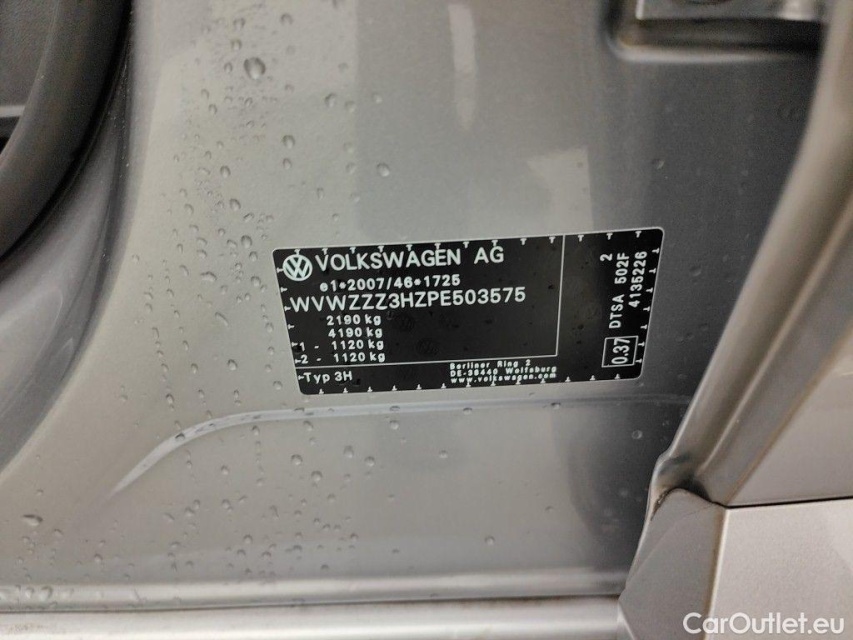 VOLKSWAGEN AG
e1*2007/46*1725
WVWZZZ3HZPE503575
2190 kg
4190 kg
1 - 1120 kg
2 - 1120 kg
Typ 3H
Berliner Ring 2
DE-38440 Wolfsburg
www.volkswagen.com
2
DTSA 502F
4135226
0.37
CarOutlet.eu